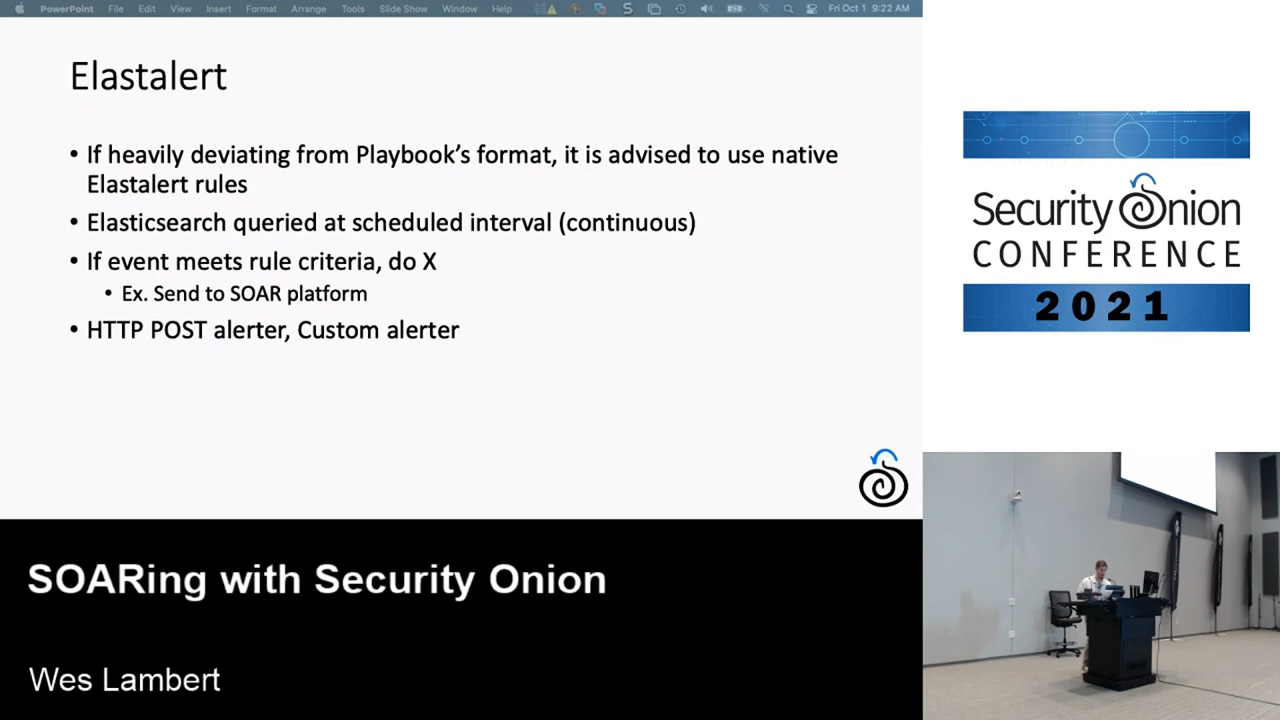 PowerPoint File Edit View Insert Format Arrange Tools Slide Show Window Help Fri Oct 1 9:22 AM
Elastalert
• If heavily deviating from Playbook's format, it is advised to use native
Elastalert rules
• Elasticsearch queried at scheduled interval (continuous)
• If event meets rule criteria, do X
• Ex. Send to SOAR platform
• HTTP POST alerter, Custom alerter
Security Onion
CONFERENCE
2021
SOARing with Security Onion
Wes Lambert